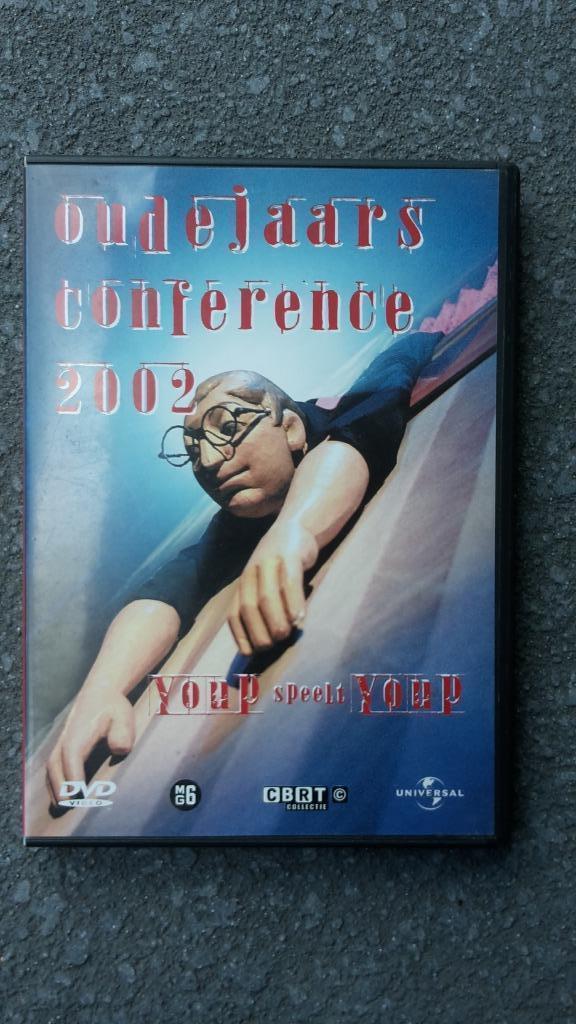 oudejaars
conference
2002
Youp speelt Youp
DVD
VIDEO
MG6
CBRT ©
COLLECTIE
UNIVERSAL